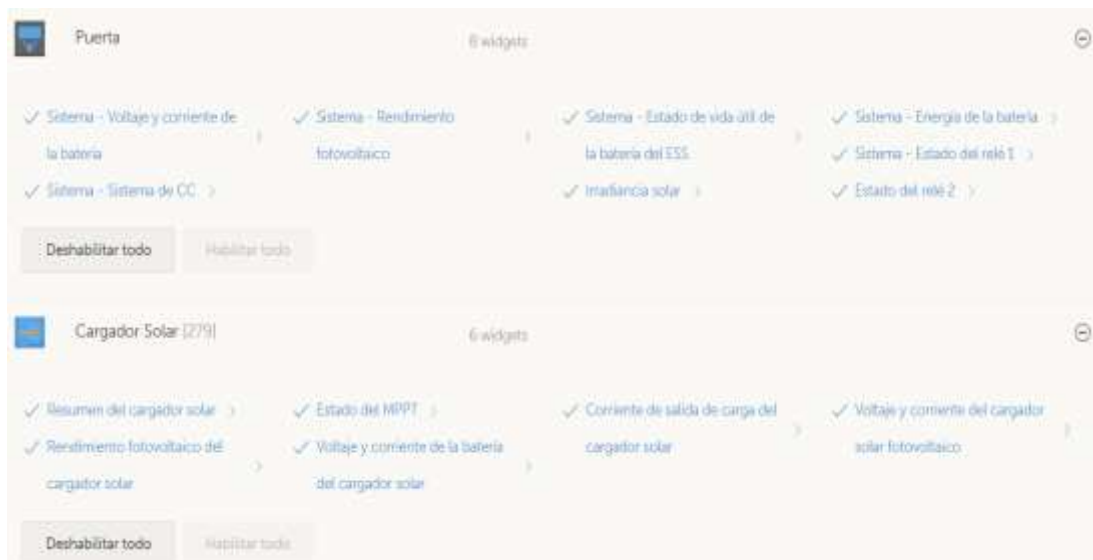 Puerta
8 widgets
Sistema - Voltaje y corriente de
la batería
Sistema - Sistema de CC
Sistema - Rendimiento
fotovoltaico
Sistema - Estado de vida útil de
la batería del ESS
Irradiancia solar
Sistema - Energía de la batería
Sistema - Estado del relé 1
Estado del relé 2
Deshabilitar todo
Habilitar todo
Cargador Solar [279]
6 widgets
Resumen del cargador solar
Rendimiento fotovoltaico del
cargador solar
Estado del MPPT
Voltaje y corriente de la batería
del cargador solar
Corriente de salida de carga del
cargador solar
Voltaje y corriente del cargador
solar fotovoltaico
Deshabilitar todo
Habilitar todo